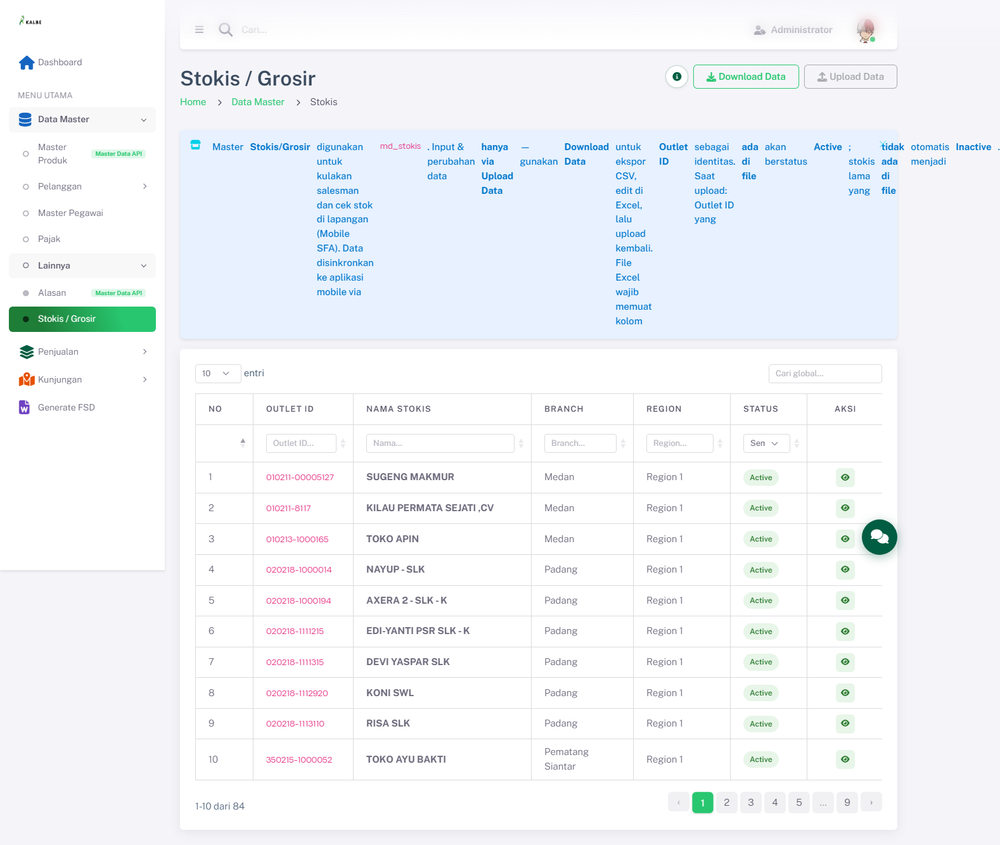 KALBE
Cari...
Administrator
Dashboard
MENU UTAMA
Data Master
Master Produk
Master Data API
Pelanggan
Master Pegawai
Pajak
Lainnya
Alasan
Master Data API
Stokis / Grosir
Penjualan
Kunjungan
Generate FSD
Stokis / Grosir
Download Data
Upload Data
Home > Data Master > Stokis
Master
Stokis/Grosir
digunakan
untuk
kulakan
salesman
dan cek stok
di lapangan
(Mobile
SFA). Data
disinkronkan
ke aplikasi
mobile via
md_stokis
. Input &
perubahan
data
hanya
via
Upload
Data
—
gunakan
Download
Data
untuk
ekspor
CSV,
edit di
Excel,
lalu
upload
kembali.
File
Excel
wajib
memuat
kolom
Outlet
ID
sebagai
identitas.
Saat
upload:
Outlet ID
yang
ada
di
file
akan
berstatus
Active
;
stokis
lama
yang
tidak
ada
di
file
otomatis
menjadi
Inactive
.
10 entri
Cari global...
NO OUTLET ID NAMA STOKIS BRANCH REGION STATUS AKSI
Outlet ID... Nama... Branch... Region... Sem
1 010211-00005127 SUGENG MAKMUR Medan Region 1 Active
2 010211-8117 KILAU PERMATA SEJATI ,CV Medan Region 1 Active
3 010213-1000165 TOKO APIN Medan Region 1 Active
4 020218-1000014 NAYUP - SLK Padang Region 1 Active
5 020218-1000194 AXERA 2 - SLK - K Padang Region 1 Active
6 020218-1111215 EDI-YANTI PSR SLK - K Padang Region 1 Active
7 020218-1111315 DEVI YASPAR SLK Padang Region 1 Active
8 020218-1112920 KONI SWL Padang Region 1 Active
9 020218-1113110 RISA SLK Padang Region 1 Active
10 350215-1000052 TOKO AYU BAKTI Pematang Siantar Region 1 Active
1-10 dari 84
‹ 1 2 3 4 5 ... 9 ›